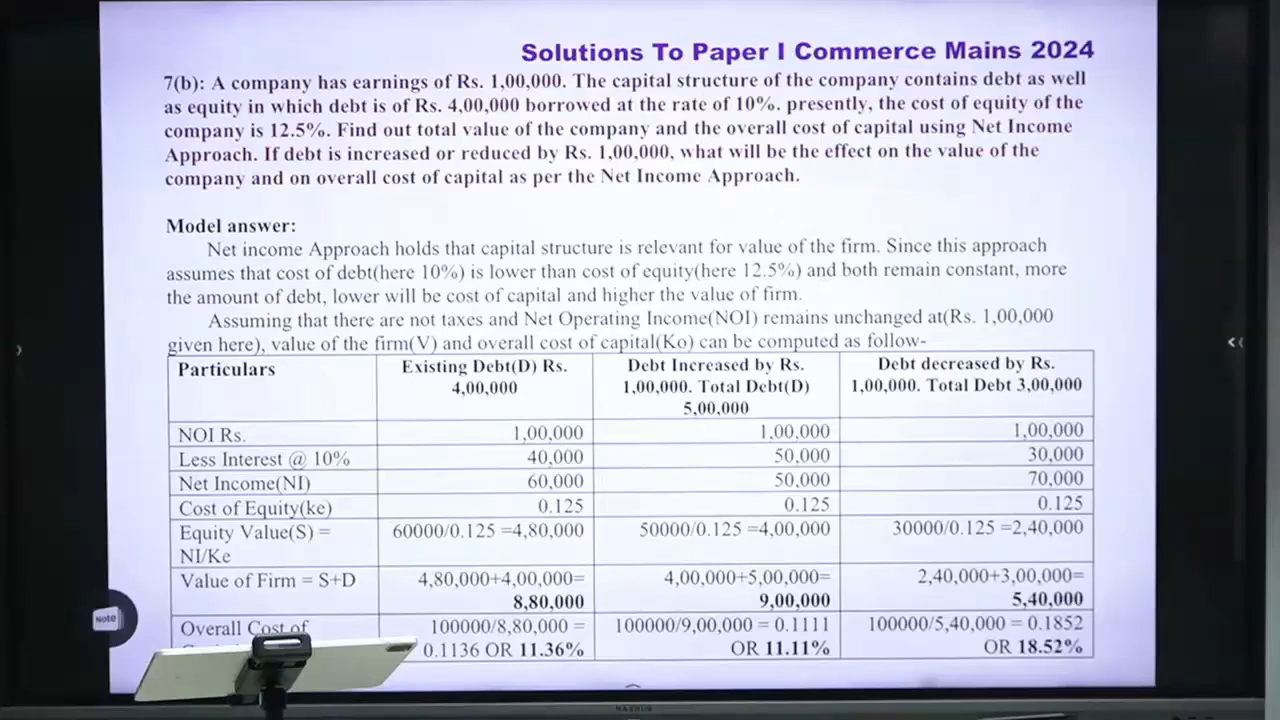 Solutions To Paper I Commerce Mains 2024
7(b): A company has earnings of Rs. 1,00,000. The capital structure of the company contains debt as well
as equity in which debt is of Rs. 4,00,000 borrowed at the rate of 10%. presently, the cost of equity of the
company is 12.5%. Find out total value of the company and the overall cost of capital using Net Income
Approach. If debt is increased or reduced by Rs. 1,00,000, what will be the effect on the value of the
company and on overall cost of capital as per the Net Income Approach.
Model answer:
Net income Approach holds that capital structure is relevant for value of the firm. Since this approach
assumes that cost of debt(here 10%) is lower than cost of equity(here 12.5%) and both remain constant, more
the amount of debt, lower will be cost of capital and higher the value of firm.
Assuming that there are not taxes and Net Operating Income(NOI) remains unchanged at(Rs. 1,00,000
given here), value of the firm(V) and overall cost of capital(Ko) can be computed as follow-
Particulars Existing Debt(D) Rs. Debt Increased by Rs. Debt decreased by Rs.
4,00,000 1,00,000. Total Debt(D) 1,00,000. Total Debt 3,00,000
5,00,000
NOI Rs. 1,00,000 1,00,000 1,00,000
Less Interest @ 10% 40,000 50,000 30,000
Net Income(NI) 60,000 50,000 70,000
Cost of Equity(ke) 0.125 0.125 0.125
Equity Value(S) = 60000/0.125 =4,80,000 50000/0.125 =4,00,000 30000/0.125 =2,40,000
NI/Ke
Value of Firm = S+D 4,80,000+4,00,000= 4,00,000+5,00,000= 2,40,000+3,00,000=
8,80,000 9,00,000 5,40,000
Overall Cost of 100000/8,80,000 = 100000/9,00,000 = 0.1111 100000/5,40,000 = 0.1852
0.1136 OR 11.36% OR 11.11% OR 18.52%
Note